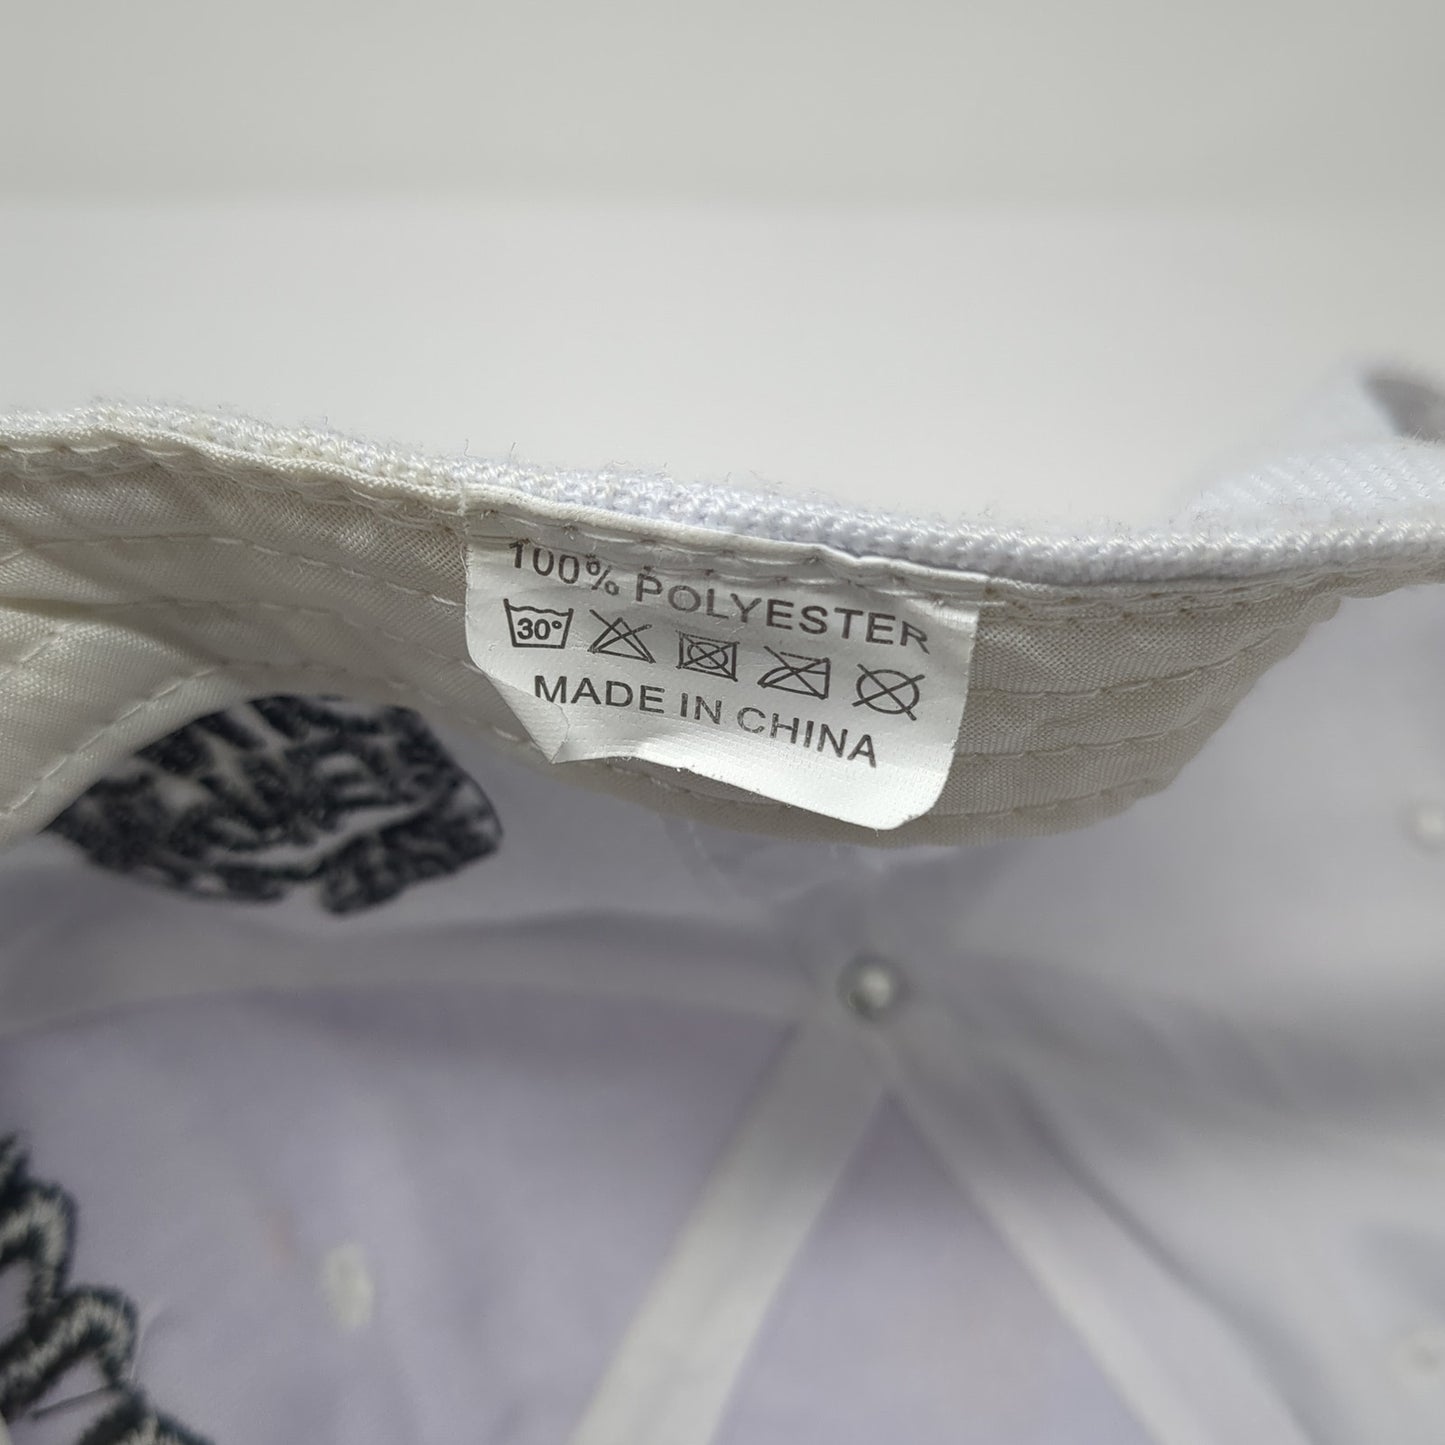 100% POLYESTER
30°
MADE IN CHINA